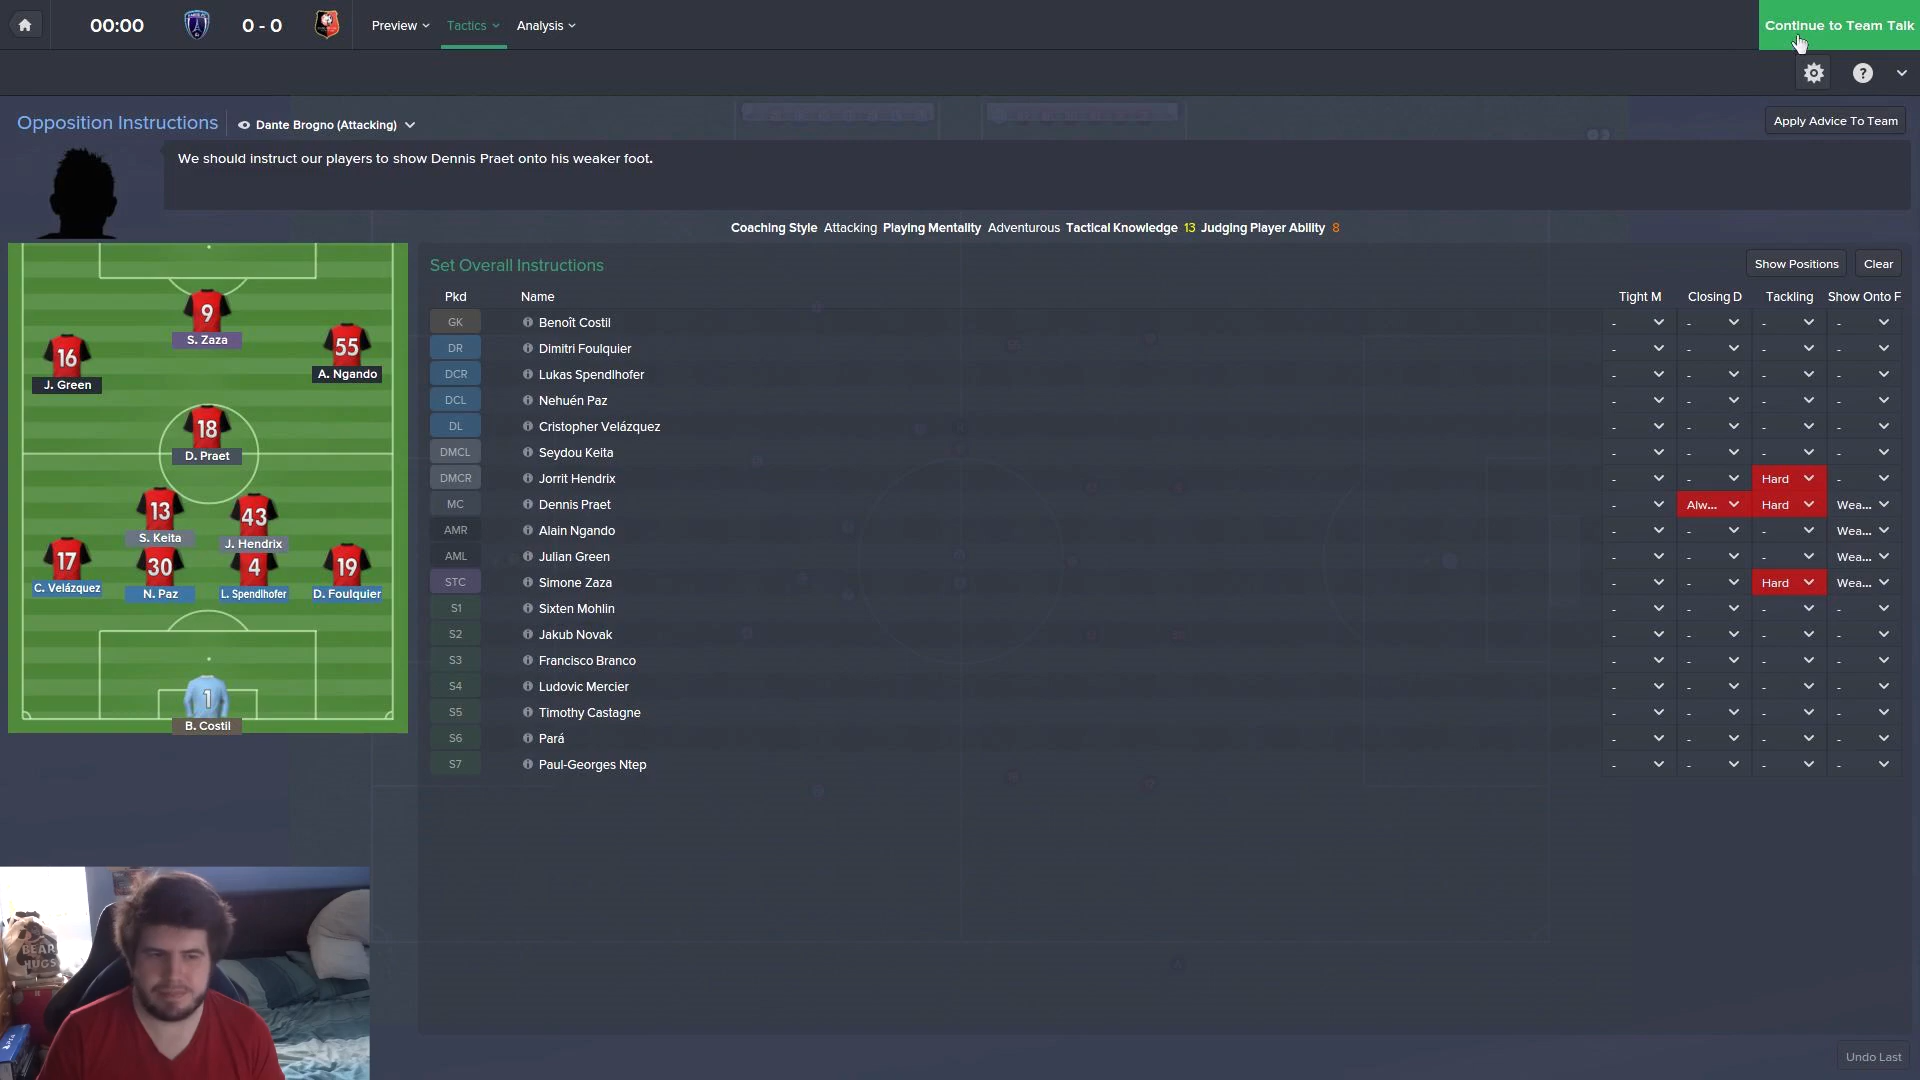 00:00 0 - 0 Preview Tactics Analysis Continue to Team Talk
?
Opposition Instructions Dante Brogno (Attacking) Apply Advice To Team
We should instruct our players to show Dennis Praet onto his weaker foot.
Coaching Style Attacking Playing Mentality Adventurous Tactical Knowledge 13 Judging Player Ability 8
Set Overall Instructions Show Positions Clear
Pkd Name Tight M Closing D Tackling Show Onto F
GK Benoît Costil - - - -
DR Dimitri Foulquier - - - -
DCR Lukas Spendlhofer - - - -
DCL Nehuén Paz - - - -
DL Cristopher Velázquez - - - -
DMCL Seydou Keita - - - -
DMCR Jorrit Hendrix - - Hard -
MC Dennis Praet - Alw... Hard Wea...
AMR Alain Ngando - - - Wea...
AML Julian Green - - - Wea...
STC Simone Zaza - - Hard Wea...
S1 Sixten Mohlin - - - -
S2 Jakub Novak - - - -
S3 Francisco Branco - - - -
S4 Ludovic Mercier - - - -
S5 Timothy Castagne - - - -
S6 Pará - - - -
S7 Paul-Georges Ntep - - - -
9
S. Zaza
16
J. Green
55
A. Ngando
18
D. Praet
13
S. Keita
43
J. Hendrix
17
C. Velázquez
30
N. Paz
4
L. Spendlhofer
19
D. Foulquier
1
B. Costil
BEAR
HUGS
Undo Last